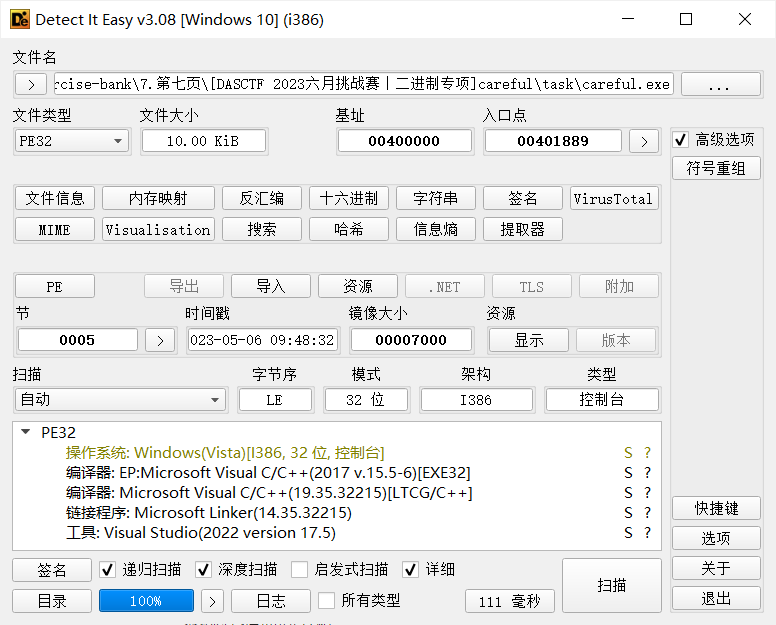 Detect It Easy v3.08 [Windows 10] (i386)
文件名
> rcise-bank\7.第七页\[DASCTF 2023六月挑战赛丨二进制专项]careful\task\careful.exe ...
文件类型 文件大小 基址 入口点
PE32 10.00 KiB 00400000 00401889 > 高级选项
符号重组
文件信息 内存映射 反汇编 十六进制 字符串 签名 VirusTotal
MIME Visualisation 搜索 哈希 信息熵 提取器
PE 导出 导入 资源 .NET TLS 附加
节 时间戳 镜像大小 资源
0005 > 023-05-06 09:48:32 00007000 显示 版本
扫描 字节序 模式 架构 类型
自动 LE 32 位 I386 控制台
PE32
操作系统: Windows(Vista)[I386, 32 位, 控制台] S ?
编译器: EP:Microsoft Visual C/C++(2017 v.15.5-6)[EXE32] S ?
编译器: Microsoft Visual C/C++(19.35.32215)[LTCG/C++] S ?
链接程序: Microsoft Linker(14.35.32215) S ?
工具: Visual Studio(2022 version 17.5) S ?
快捷键
选项
关于
退出
签名 递归扫描 深度扫描 启发式扫描 详细 扫描
目录 100% > 日志 所有类型 111 毫秒